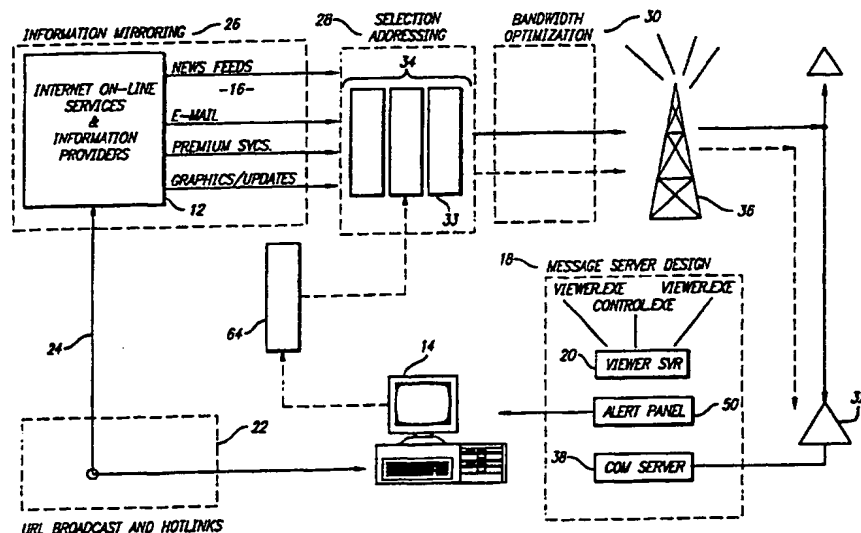 INFORMATION MIRRORING 26
INTERNET ON-LINE
SERVICES
&
INFORMATION
PROVIDERS
12
NEWS FEEDS
-16-
E-MAIL
PREMIUM SVCS.
GRAPHICS/UPDATES
28
SELECTION
ADDRESSING
34
33
BANDWIDTH
OPTIMIZATION
30
36
24
64
14
18
MESSAGE SERVER DESIGN
VIEWER.EXE
VIEWER.EXE
CONTROL.EXE
20
VIEWER SVR
ALERT PANEL
50
38
COM SERVER
22
URL BROADCAST AND HOTLINKS